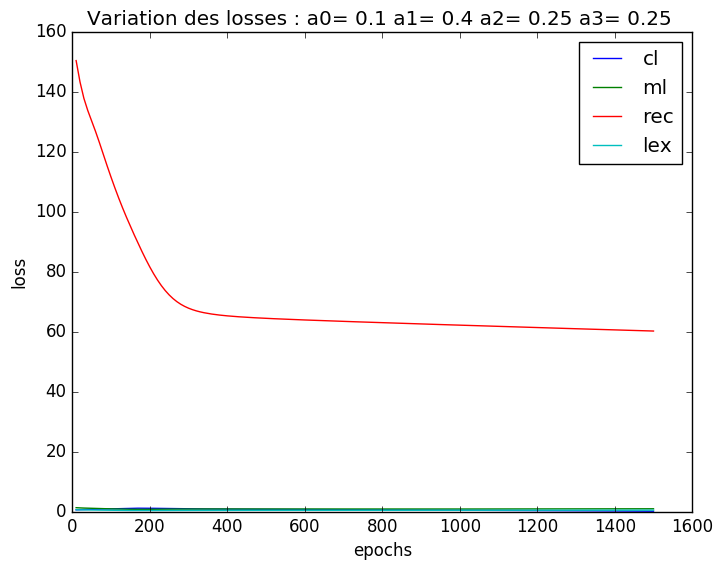 Variation des losses : a0= 0.1 a1= 0.4 a2= 0.25 a3= 0.25
160
140
120
100
80
60
40
20
0
loss
cl
ml
rec
lex
0 200 400 600 800 1000 1200 1400 1600
epochs